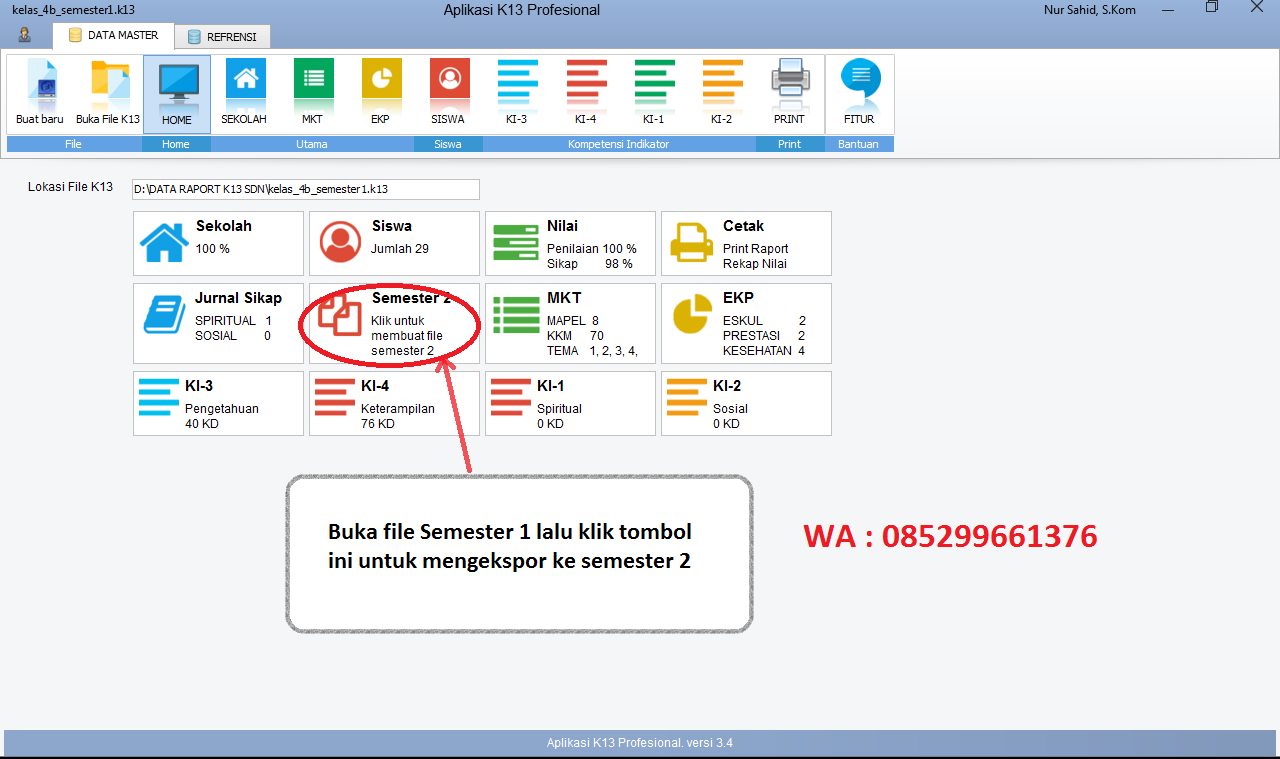 kelas_4b_semester1.k13
Aplikasi K13 Profesional
Nur Sahid, S.Kom
DATA MASTER
REFRENSI
Buat baru
Buka File K13
HOME
SEKOLAH
MKT
EKP
SISWA
KI-3
KI-4
KI-1
KI-2
PRINT
FITUR
File
Home
Utama
Siswa
Kompetensi Indikator
Print
Bantuan
Lokasi File K13
D:\DATA RAPORT K13 SDN\kelas_4b_semester1.k13
Sekolah
100 %
Siswa
Jumlah 29
Nilai
Penilaian 100 %
Sikap 98 %
Cetak
Print Raport
Rekap Nilai
Jurnal Sikap
SPIRITUAL 1
SOSIAL 0
Semester 2
Klik untuk
membuat file
semester 2
MKT
MAPEL 8
KKM 70
TEMA 1, 2, 3, 4,
EKP
ESKUL 2
PRESTASI 2
KESEHATAN 4
KI-3
Pengetahuan
40 KD
KI-4
Keterampilan
76 KD
KI-1
Spiritual
0 KD
KI-2
Sosial
0 KD
Buka file Semester 1 lalu klik tombol
ini untuk mengekspor ke semester 2
WA : 085299661376
Aplikasi K13 Profesional. versi 3.4